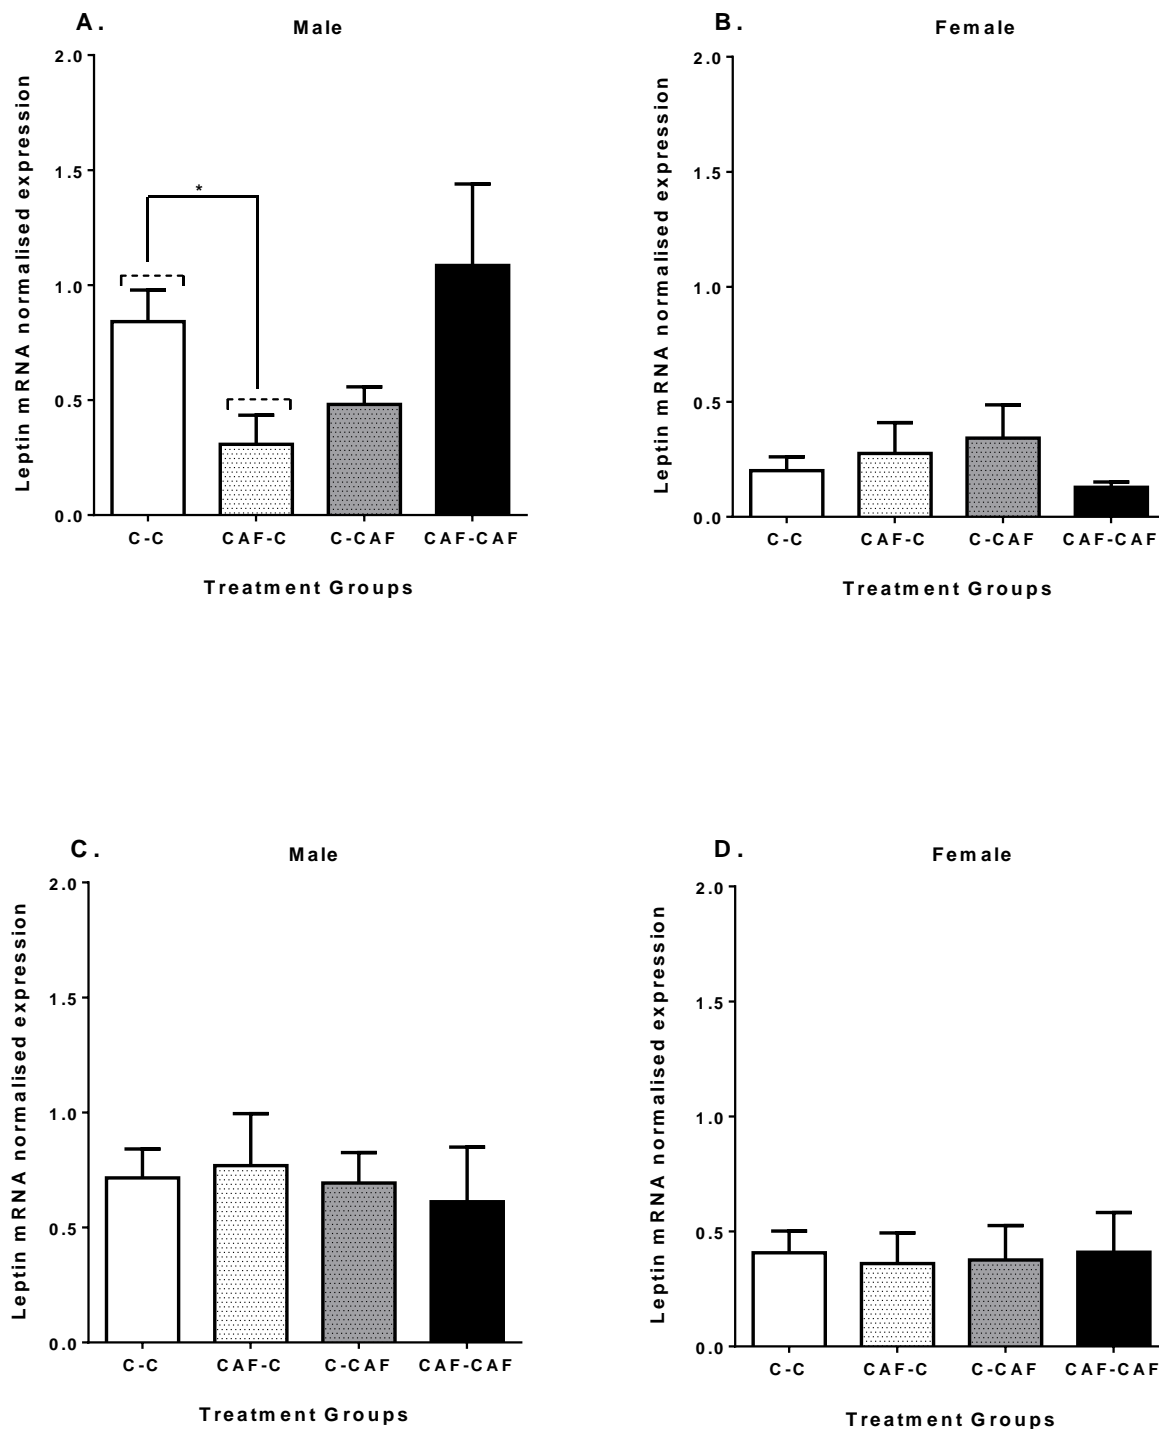 A.
Male
Leptin mRNA normalised expression
2.0
1.5
1.0
0.5
0.0
*
C-C CAF-C C-CAF CAF-CAF
Treatment Groups
B.
Female
Leptin mRNA normalised expression
2.0
1.5
1.0
0.5
0.0
C-C CAF-C C-CAF CAF-CAF
Treatment Groups
C.
Male
Leptin mRNA normalised expression
2.0
1.5
1.0
0.5
0.0
C-C CAF-C C-CAF CAF-CAF
Treatment Groups
D.
Female
Leptin mRNA normalised expression
2.0
1.5
1.0
0.5
0.0
C-C CAF-C C-CAF CAF-CAF
Treatment Groups